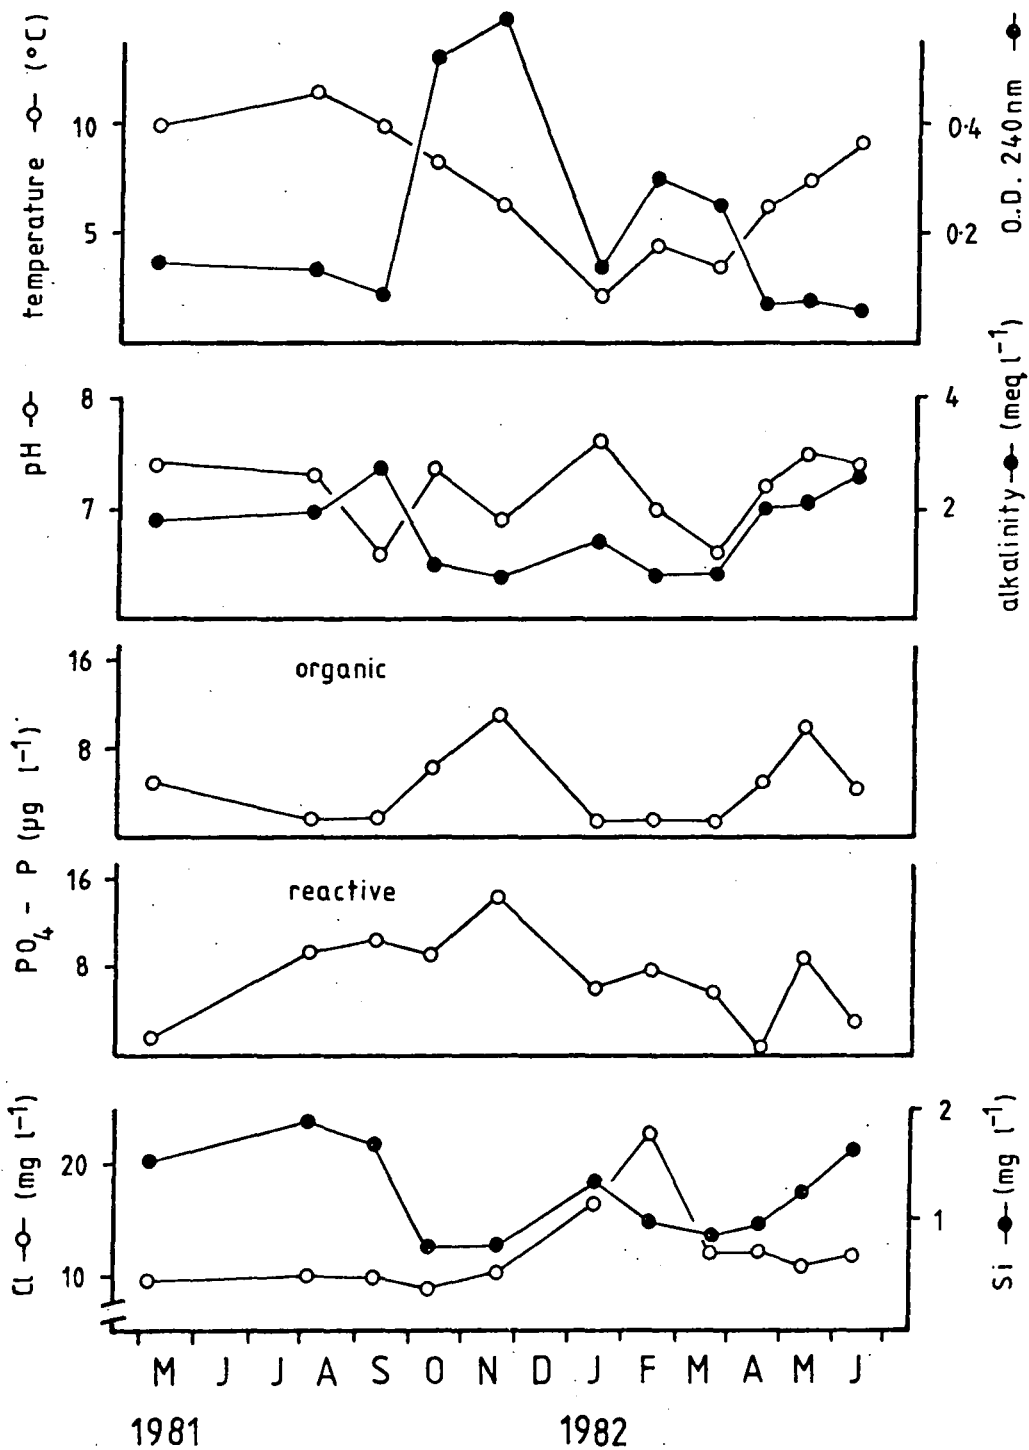 temperature (°C)
10
5
O.D. 240nm
0·4
0·2
pH
8
7
alkalinity (meq l⁻¹)
4
2
PO₄ - P (µg l⁻¹)
organic
16
8
reactive
16
8
Cl (mg l⁻¹)
20
10
Si (mg l⁻¹)
2
1
M J J A S O N D J F M A M J
1981 1982